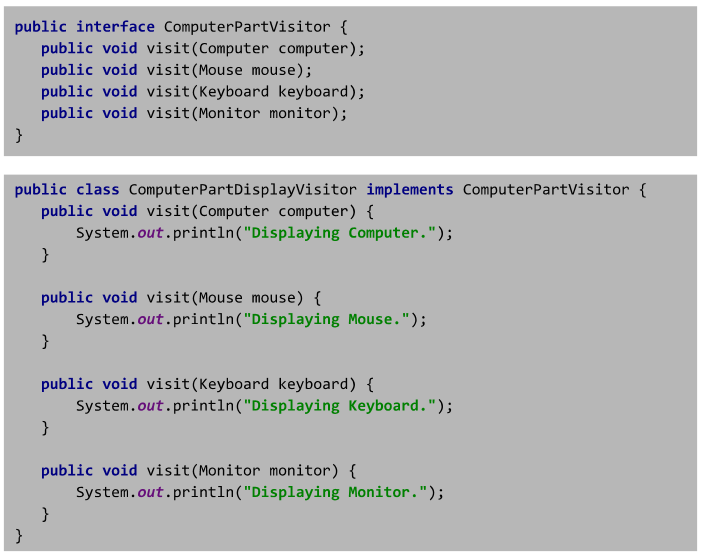 public interface ComputerPartVisitor {
   public void visit(Computer computer);
   public void visit(Mouse mouse);
   public void visit(Keyboard keyboard);
   public void visit(Monitor monitor);
}
public class ComputerPartDisplayVisitor implements ComputerPartVisitor {
   public void visit(Computer computer) {
       System.out.println("Displaying Computer.");
   }
   public void visit(Mouse mouse) {
       System.out.println("Displaying Mouse.");
   }
   public void visit(Keyboard keyboard) {
       System.out.println("Displaying Keyboard.");
   }
   public void visit(Monitor monitor) {
       System.out.println("Displaying Monitor.");
   }
}